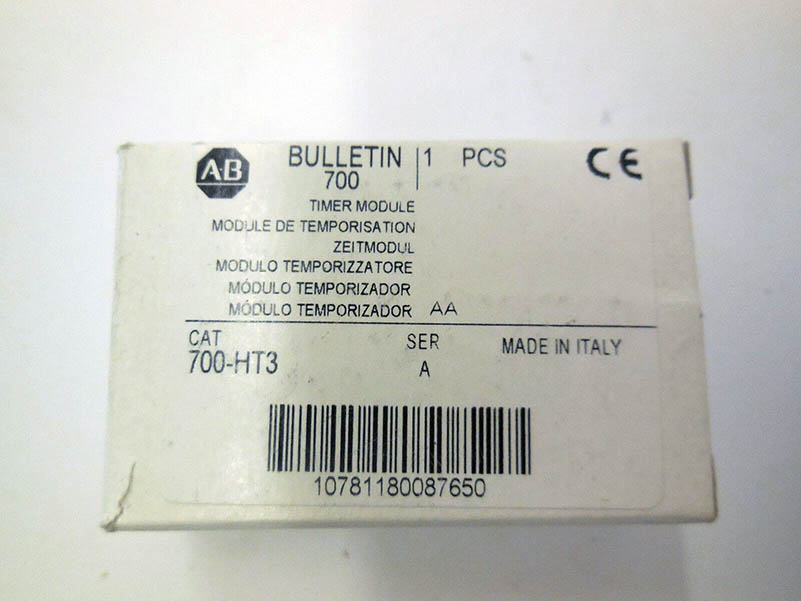 A-B BULLETIN 1 PCS CE
700
TIMER MODULE
MODULE DE TEMPORISATION
ZEITMODUL
MODULO TEMPORIZZATORE
MÓDULO TEMPORIZADOR
MÓDULO TEMPORIZADOR AA
CAT SER MADE IN ITALY
700-HT3 A
10781180087650